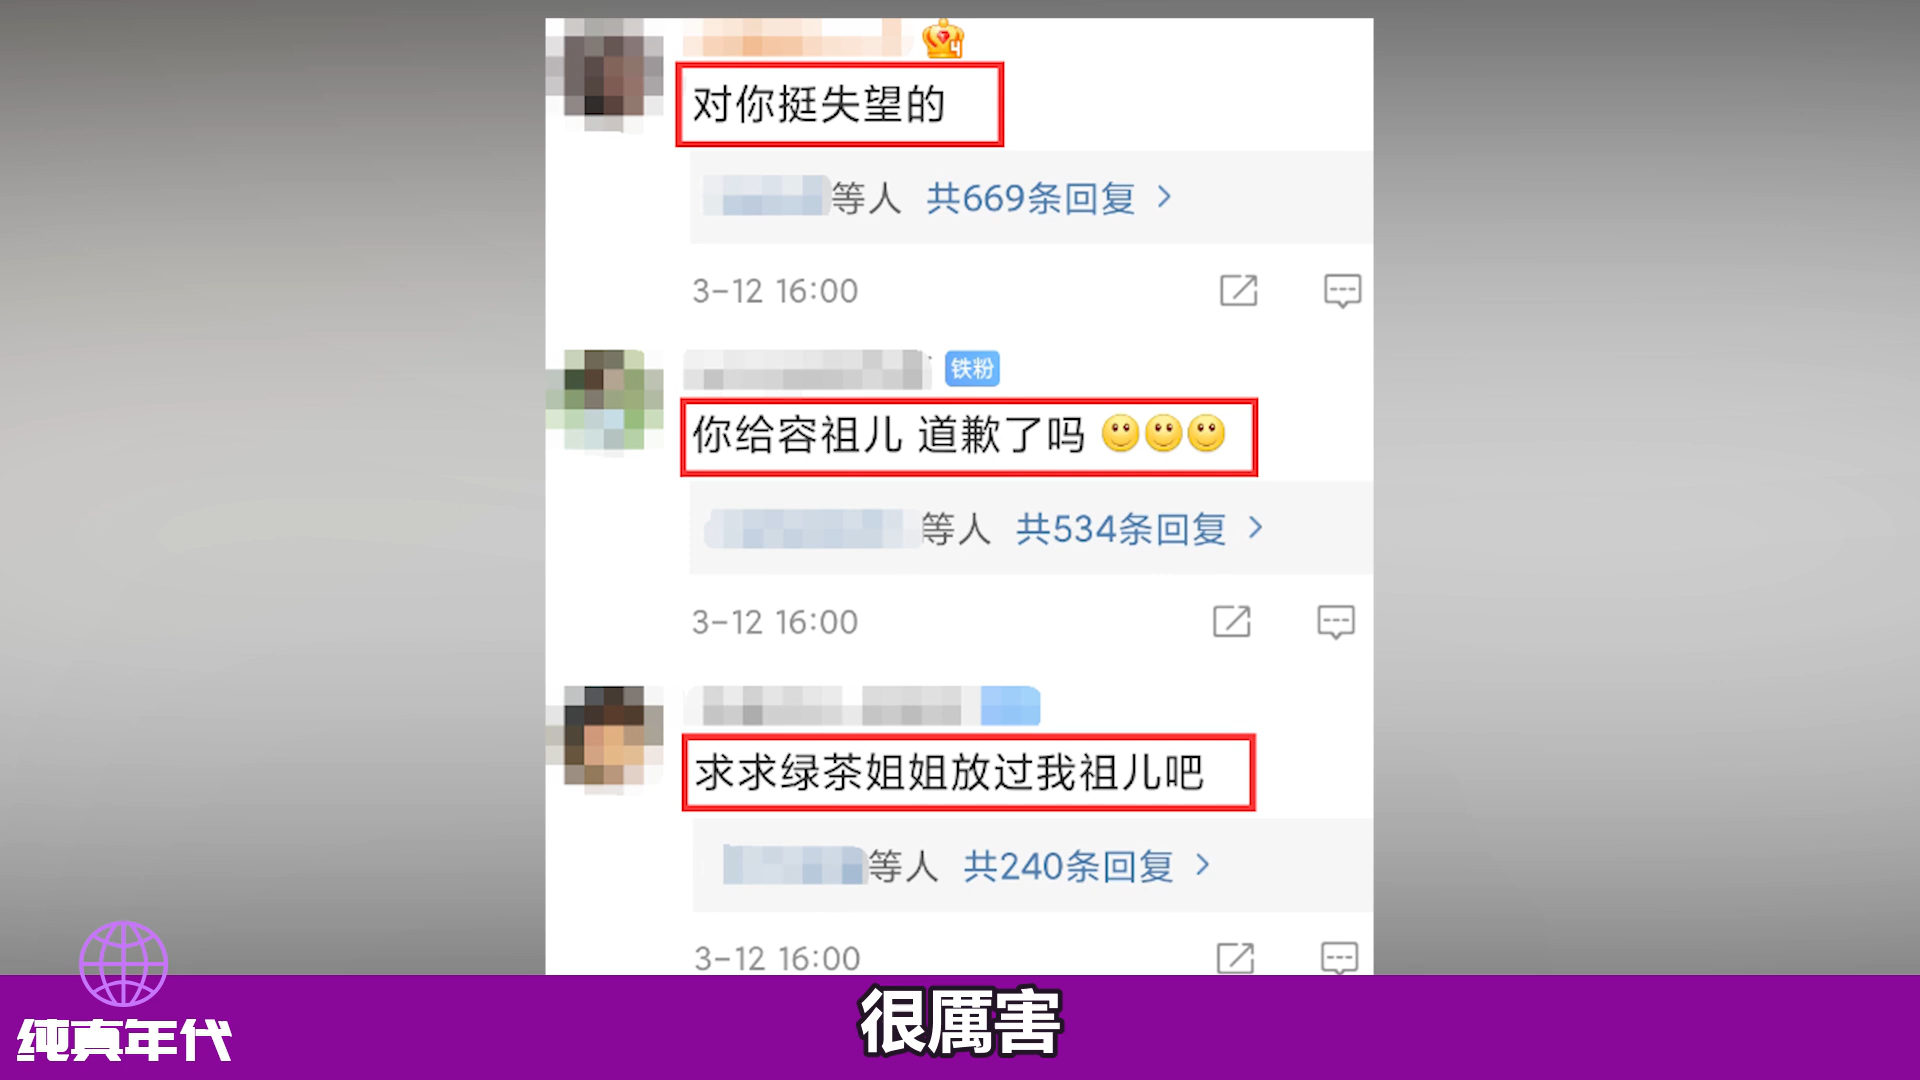 4
对你挺失望的
等人 共669条回复 >
3-12 16:00
铁粉
你给容祖儿 道歉了吗
等人 共534条回复 >
3-12 16:00
求求绿茶姐姐放过我祖儿吧
等人 共240条回复 >
3-12 16:00
很厲害
纯真年代